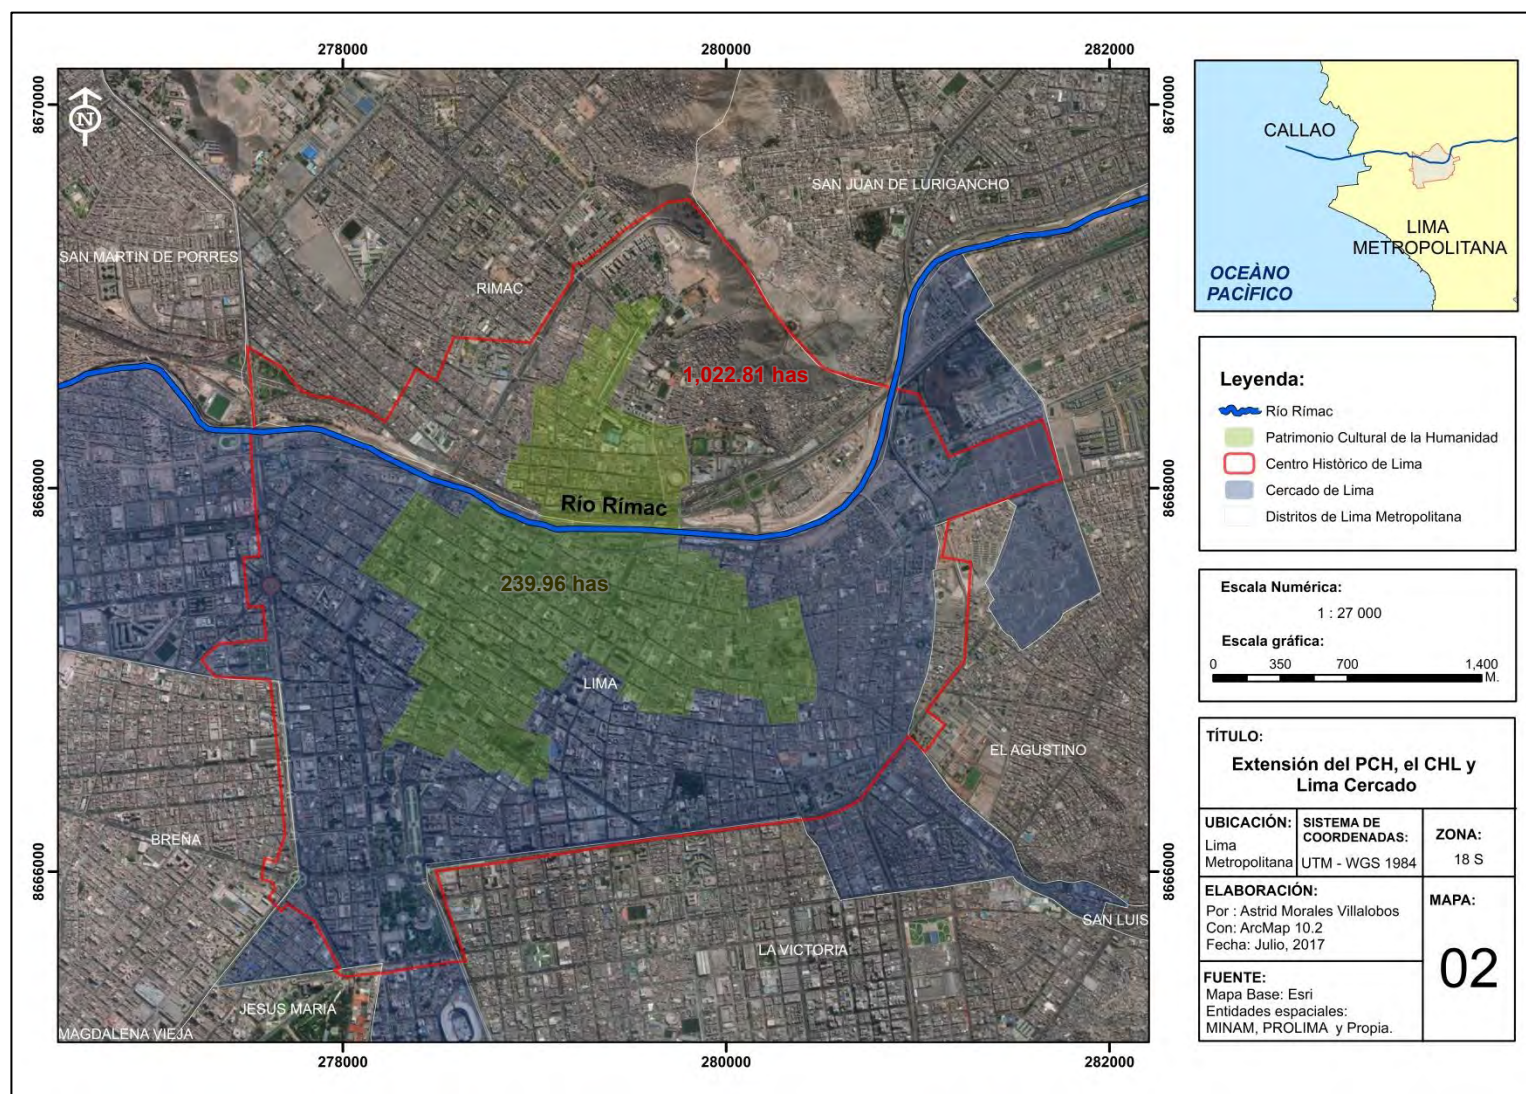 278000
280000
282000
8670000
8670000
N
SAN JUAN DE LURIGANCHO
SAN MARTIN DE PORRES
RIMAC
1,022.81 has
8668000
8668000
Río Rímac
239.96 has
LIMA
EL AGUSTINO
BREÑA
8666000
8666000
SAN LUIS
LA VICTORIA
JESUS MARIA
MAGDALENA VIEJA
278000
280000
282000
CALLAO
LIMA
METROPOLITANA
OCEÀNO
PACÌFICO
Leyenda:
Río Rímac
Patrimonio Cultural de la Humanidad
Centro Històrico de Lima
Cercado de Lima
Distritos de Lima Metropolitana
Escala Numérica:
1 : 27 000
Escala gráfica:
0 350 700 1,400
M.
TÍTULO:
Extensión del PCH, el CHL y
Lima Cercado
UBICACIÓN:
Lima
Metropolitana
SISTEMA DE
COORDENADAS:
UTM - WGS 1984
ZONA:
18 S
ELABORACIÓN:
Por : Astrid Morales Villalobos
Con: ArcMap 10.2
Fecha: Julio, 2017
MAPA:
02
FUENTE:
Mapa Base: Esri
Entidades espaciales:
MINAM, PROLIMA y Propia.